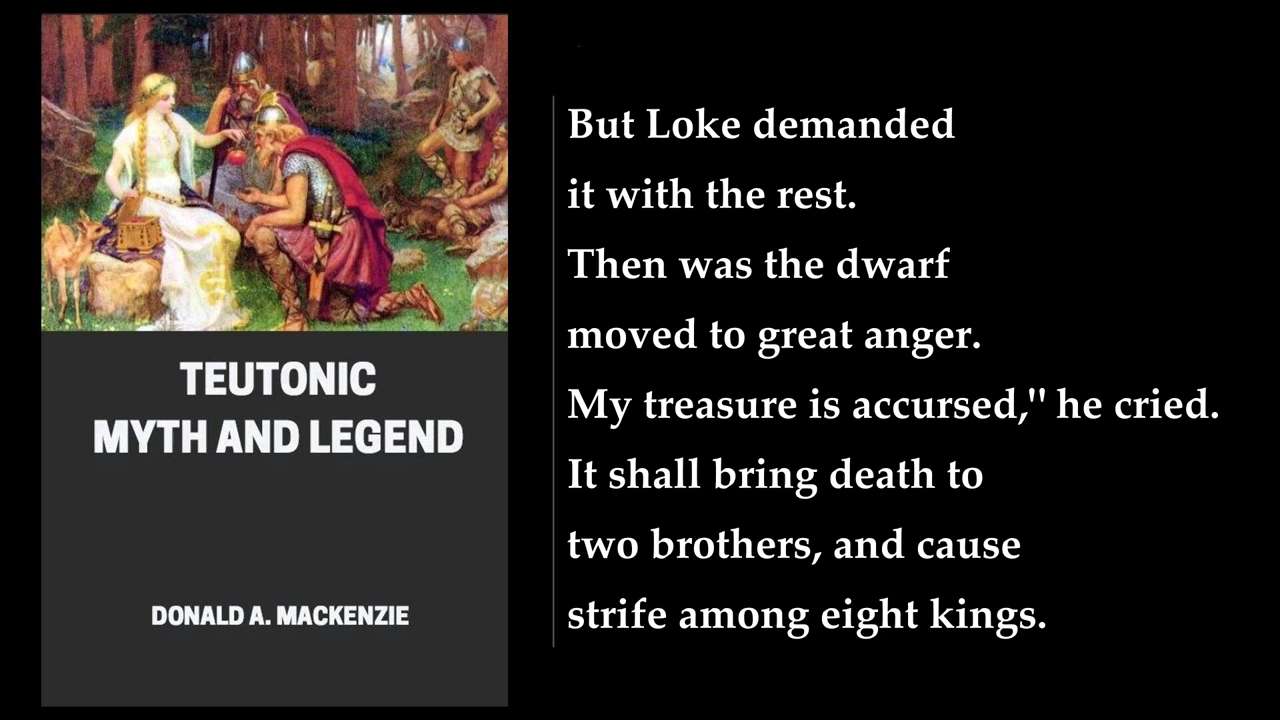 TEUTONIC
MYTH AND LEGEND
DONALD A. MACKENZIE
But Loke demanded
it with the rest.
Then was the dwarf
moved to great anger.
My treasure is accursed," he cried.
It shall bring death to
two brothers, and cause
strife among eight kings.